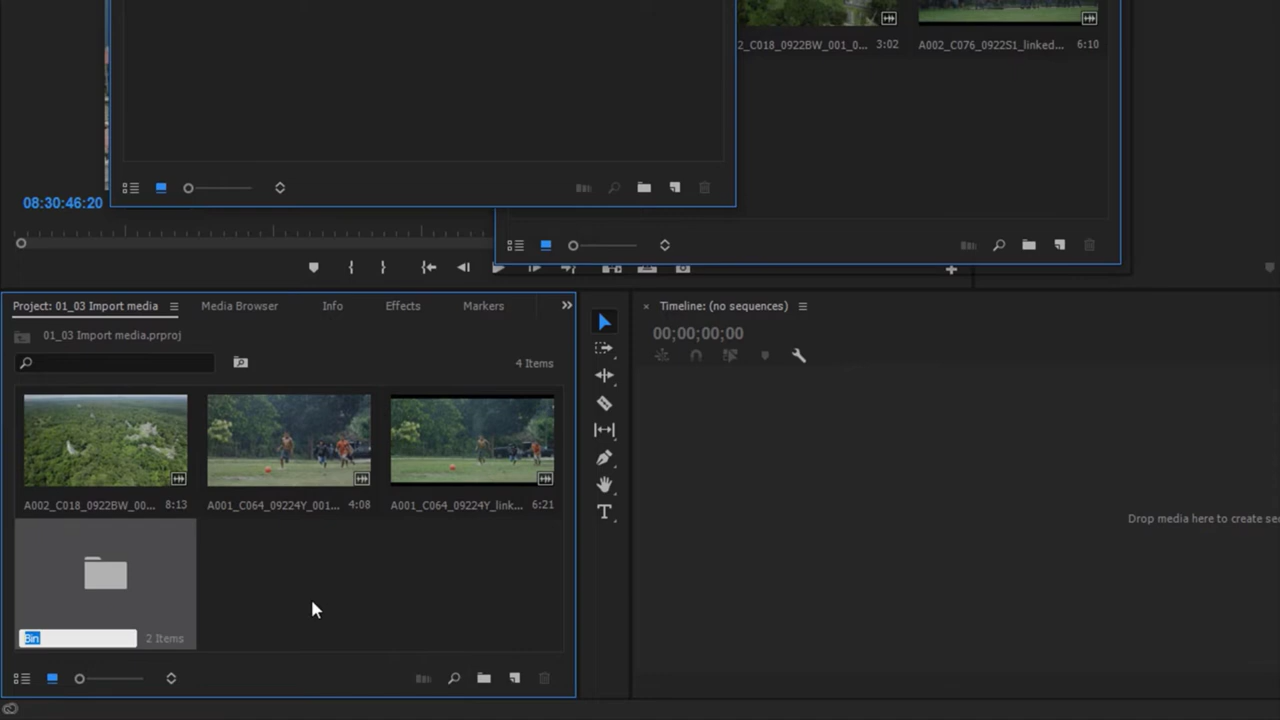 2_C018_0922BW_001_0... 3:02
A002_C076_0922S1_linked... 6:10
08:30:46:20
Project: 01_03 Import media
Media Browser
Info
Effects
Markers
01_03 Import media.prproj
4 Items
A002_C018_0922BW_00... 8:13
A001_C064_09224Y_001... 4:08
A001_C064_09224Y_link... 6:21
Bin
2 Items
Timeline: (no sequences)
00;00;00;00
Drop media here to create se